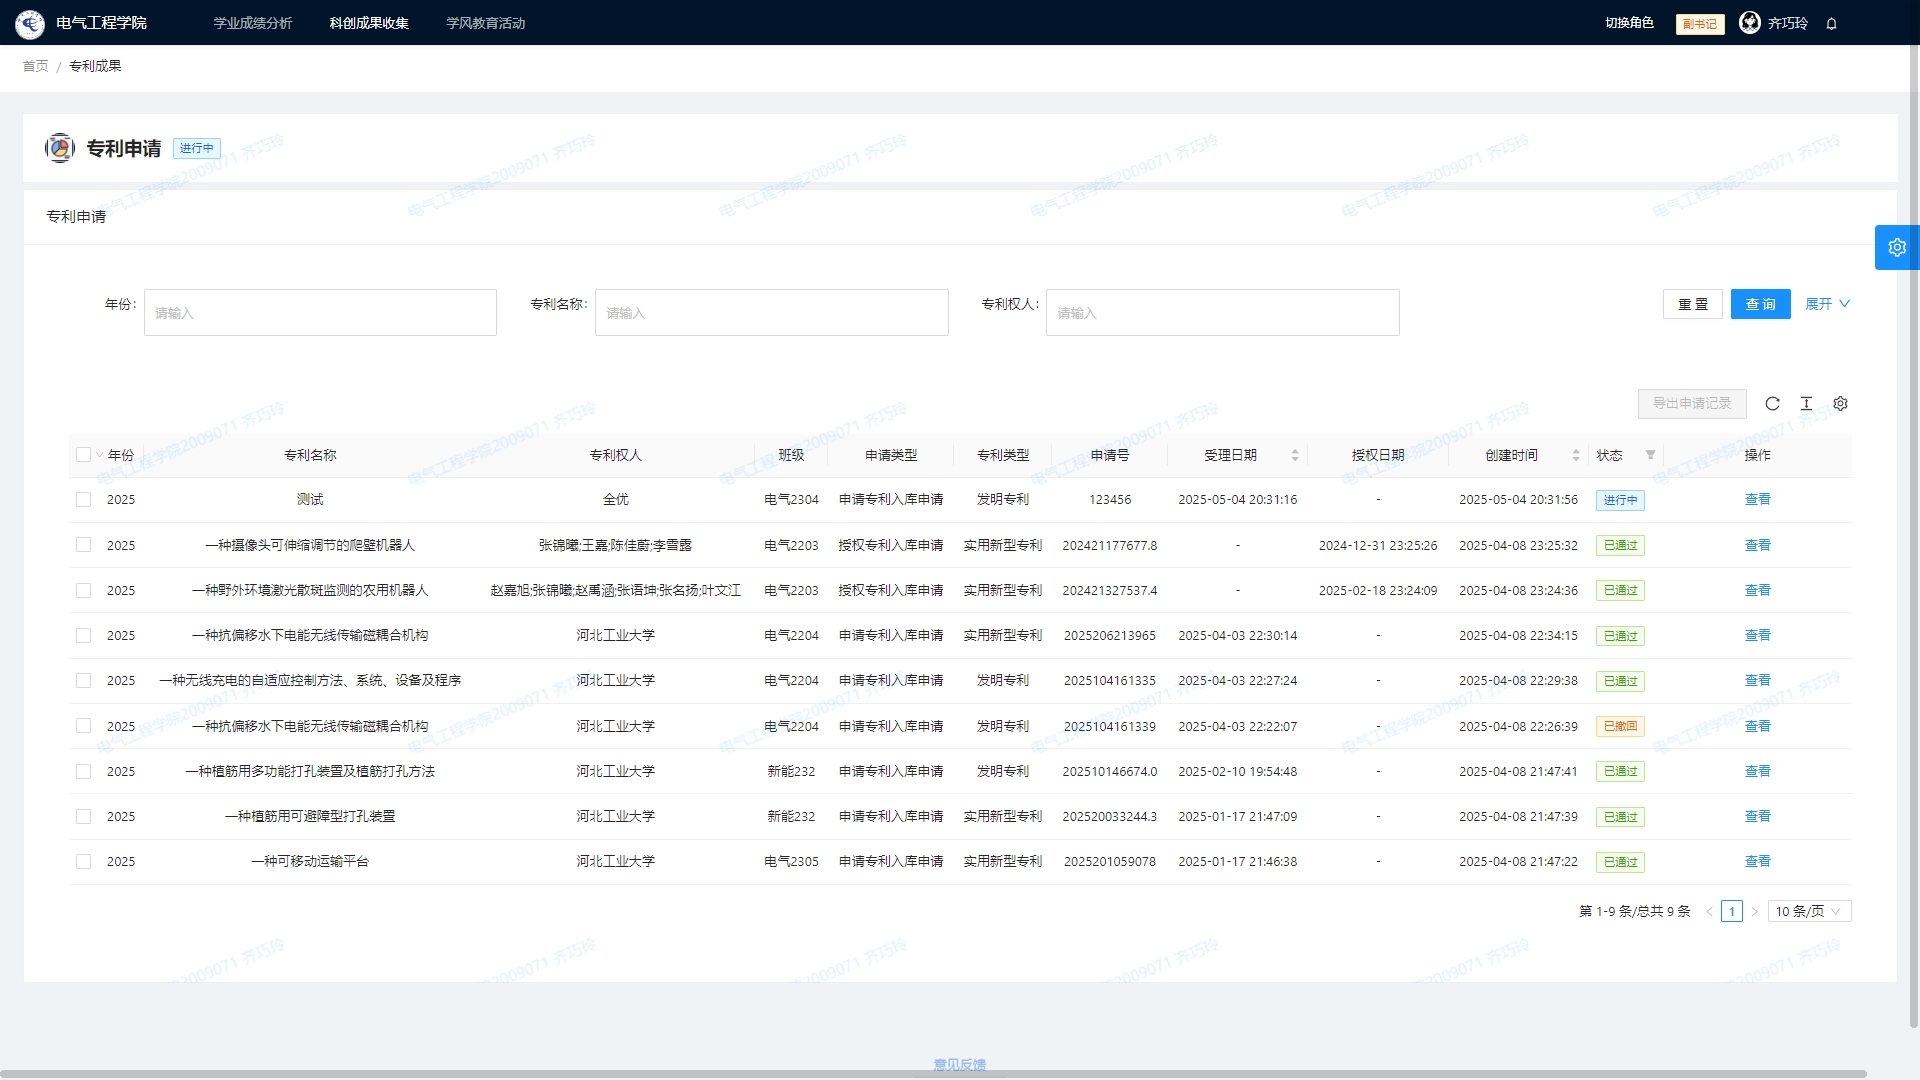 电气工程学院 学业成绩分析 科创成果收集 学风教育活动 切换角色 副书记 齐巧玲
首页 / 专利成果
专利申请 进行中
专利申请
年份: 请输入 专利名称: 请输入 专利权人: 请输入 重置 查询 展开
导出申请记录
年份 专利名称 专利权人 班级 申请类型 专利类型 申请号 受理日期 授权日期 创建时间 状态 操作
2025 测试 全优 电气2304 申请专利入库申请 发明专利 123456 2025-05-04 20:31:16 - 2025-05-04 20:31:56 进行中 查看
2025 一种摄像头可伸缩调节的爬壁机器人 张锦曦;王嘉;陈佳蔚;李雪露 电气2203 授权专利入库申请 实用新型专利 202421177677.8 - 2024-12-31 23:25:26 2025-04-08 23:25:32 已通过 查看
2025 一种野外环境激光散斑监测的农用机器人 赵嘉旭;张锦曦;赵禹涵;张语坤;张名扬;叶文江 电气2203 授权专利入库申请 实用新型专利 202421327537.4 - 2025-02-18 23:24:09 2025-04-08 23:24:36 已通过 查看
2025 一种抗偏移水下电能无线传输磁耦合机构 河北工业大学 电气2204 申请专利入库申请 实用新型专利 2025206213965 2025-04-03 22:30:14 - 2025-04-08 22:34:15 已通过 查看
2025 一种无线充电的自适应控制方法、系统、设备及程序 河北工业大学 电气2204 申请专利入库申请 发明专利 2025104161335 2025-04-03 22:27:24 - 2025-04-08 22:29:38 已通过 查看
2025 一种抗偏移水下电能无线传输磁耦合机构 河北工业大学 电气2204 申请专利入库申请 发明专利 2025104161339 2025-04-03 22:22:07 - 2025-04-08 22:26:39 已撤回 查看
2025 一种植筋用多功能打孔装置及植筋打孔方法 河北工业大学 新能232 申请专利入库申请 发明专利 202510146674.0 2025-02-10 19:54:48 - 2025-04-08 21:47:41 已通过 查看
2025 一种植筋用可避障型打孔装置 河北工业大学 新能232 申请专利入库申请 实用新型专利 202520033244.3 2025-01-17 21:47:09 - 2025-04-08 21:47:39 已通过 查看
2025 一种可移动运输平台 河北工业大学 电气2305 申请专利入库申请 实用新型专利 2025201059078 2025-01-17 21:46:38 - 2025-04-08 21:47:22 已通过 查看
第 1-9 条/总共 9 条 < 1 > 10 条/页
意见反馈
电气工程学院2009071 齐巧玲